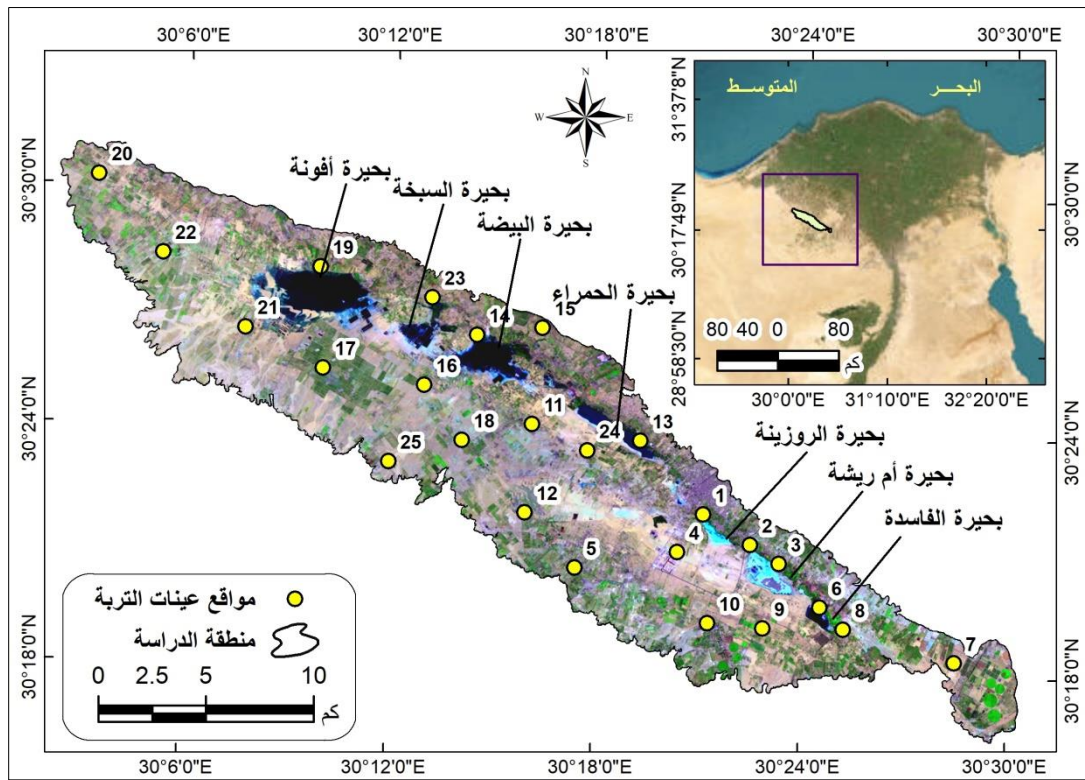 30°6'0"E
30°12'0"E
30°18'0"E
30°24'0"E
30°30'0"E
30°30'0"N
30°24'0"N
30°18'0"N
N
W
E
S
البحـــر
المتوســـط
31°37'8"N
30°17'49"N
28°58'30"N
80 40 0 80
كم
30°0'0"E
31°10'0"E
32°20'0"E
30°30'0"N
30°24'0"N
30°18'0"N
بحيرة أفونة
بحيرة السبخة
بحيرة البيضة
بحيرة الحمراء
بحيرة الروزينة
بحيرة أم ريشة
بحيرة الفاسدة
20
22
19
23
21
14
15
17
16
11
18
24
13
25
12
1
2
4
3
5
6
10
9
8
7
مواقع عينات التربة
منطقة الدراسة
0 2.5 5 10
كم
30°6'0"E
30°12'0"E
30°18'0"E
30°24'0"E
30°30'0"E